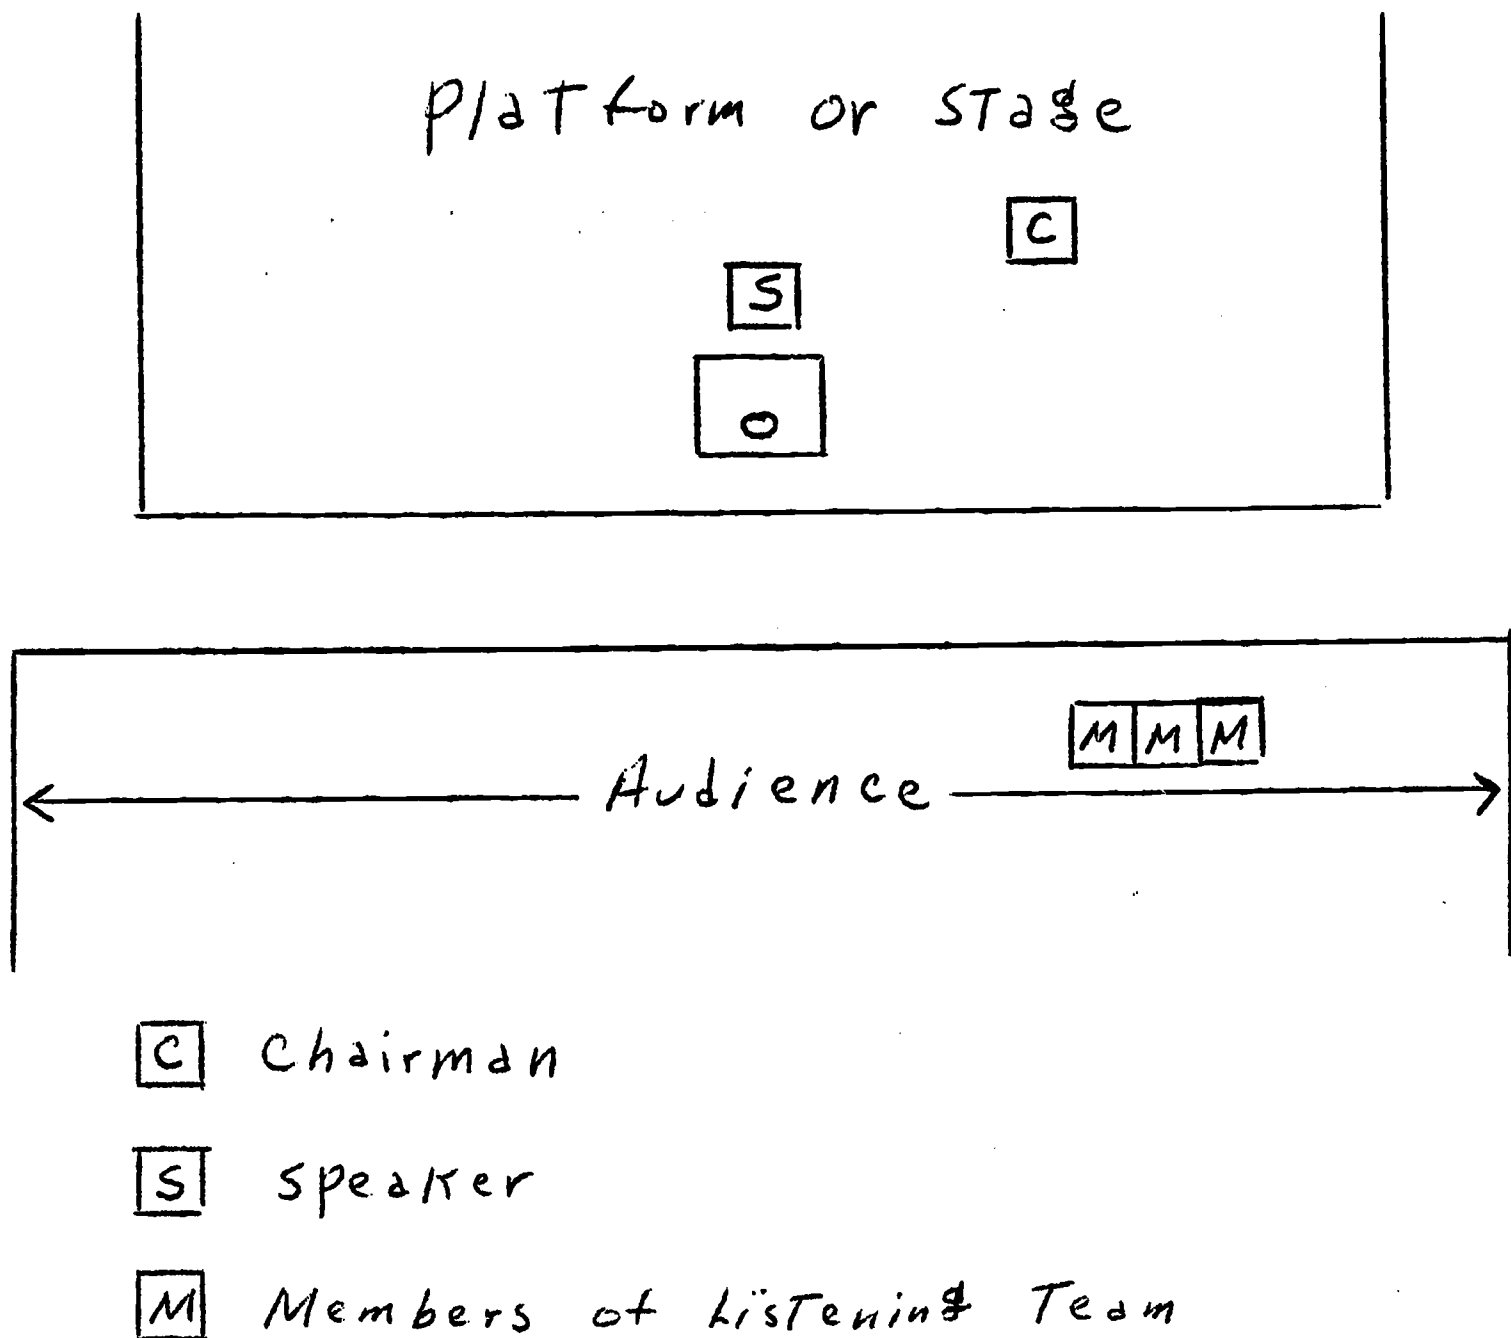 Platform or Stage
C
S
O
M M M
Audience
C Chairman
S Speaker
M Members of Listening Team